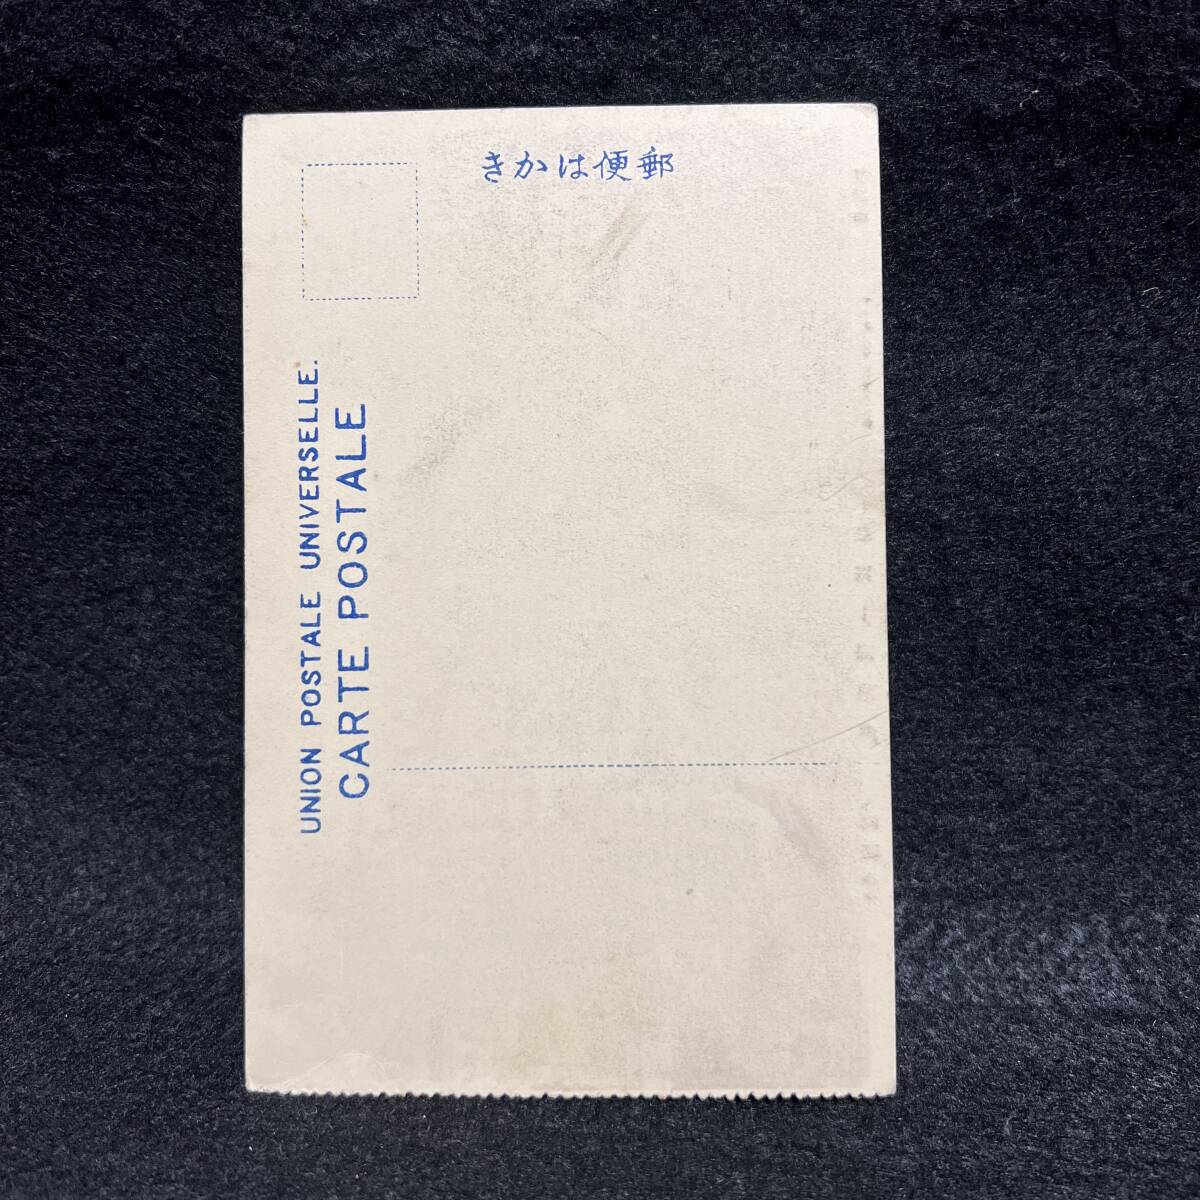 きかは便郵
UNION POSTALE UNIVERSELLE.
CARTE POSTALE